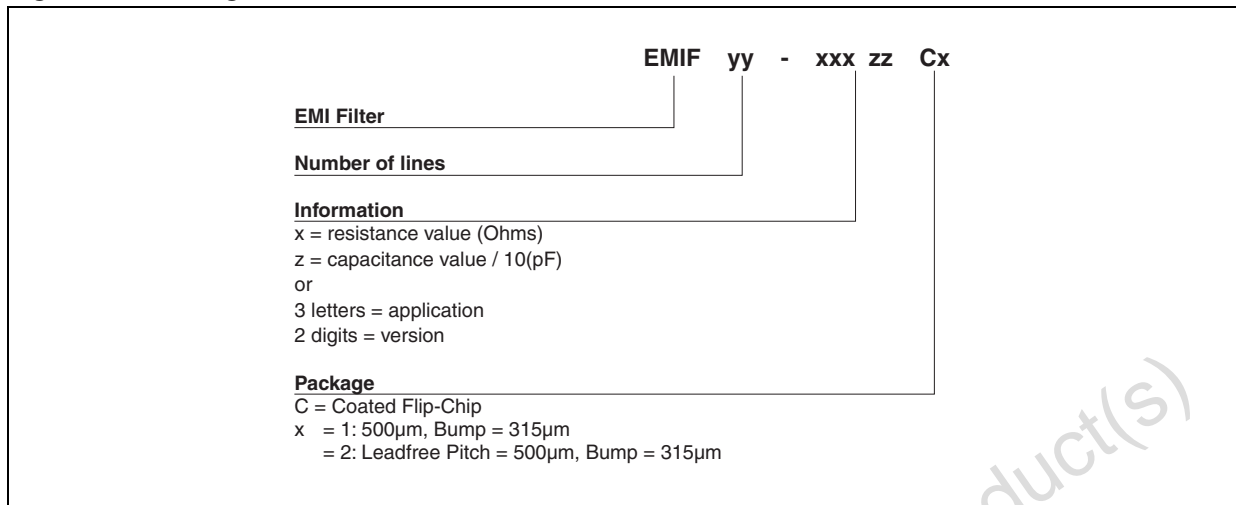 EMIF yy - xxx zz Cx
EMI Filter
Number of lines
Information
x = resistance value (Ohms)
z = capacitance value / 10(pF)
or
3 letters = application
2 digits = version
Package
C = Coated Flip-Chip
x = 1: 500µm, Bump = 315µm
= 2: Leadfree Pitch = 500µm, Bump = 315µm